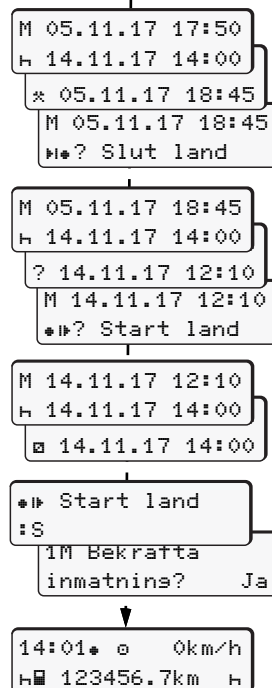 M 05.11.17 17:50
h 14.11.17 14:00
05.11.17 18:45
M 05.11.17 18:45
? Slut land
M 05.11.17 18:45
h 14.11.17 14:00
? 14.11.17 12:10
M 14.11.17 12:10
? Start land
M 14.11.17 12:10
h 14.11.17 14:00
14.11.17 14:00
Start land
:S
1M Bekräfta
inmatning? Ja
14:01 0km/h
h 123456.7km h